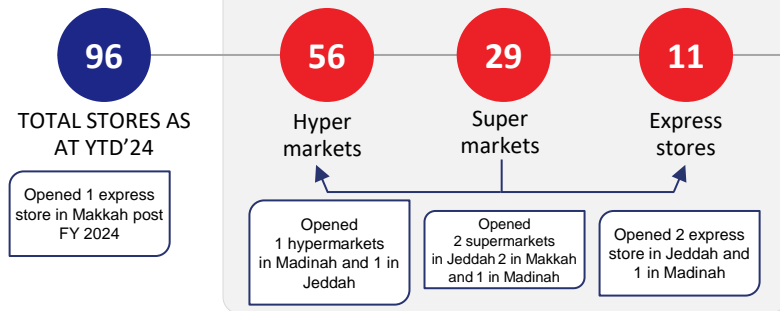 96
TOTAL STORES AS
AT YTD'24
Opened 1 express
store in Makkah post
FY 2024
56
Hyper
markets
Opened
1 hypermarkets
in Madinah and 1 in
Jeddah
29
Super
markets
Opened
2 supermarkets
in Jeddah 2 in Makkah
and 1 in Madinah
11
Express
stores
Opened 2 express
store in Jeddah and
1 in Madinah